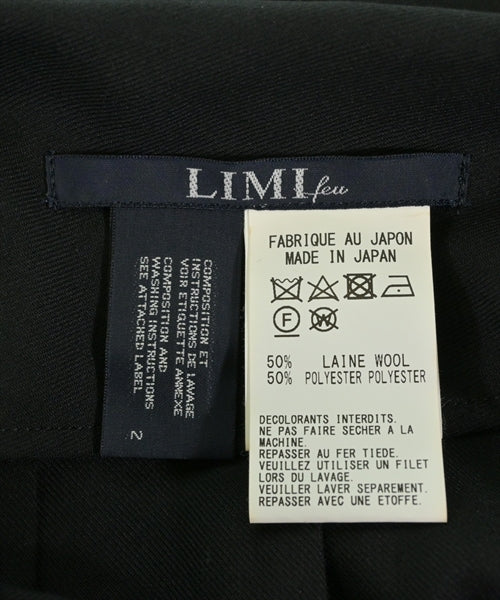 LIMI feu
COMPOSITION ET
INSTRUCTIONS DE LAVAGE
VOIR ETIQUETTE ANNEXE
COMPOSITION AND
WASHING INSTRUCTIONS
SEE ATTACHED LABEL
2
FABRIQUE AU JAPON
MADE IN JAPAN
F W
50% LAINE WOOL
50% POLYESTER POLYESTER
DECOLORANTS INTERDITS.
NE PAS FAIRE SECHER A LA
MACHINE.
REPASSER AU FER TIEDE.
VEUILLEZ UTILISER UN FILET
LORS DU LAVAGE.
VEUILLER LAVER SEPAREMENT.
REPASSER AVEC UNE ETOFFE.